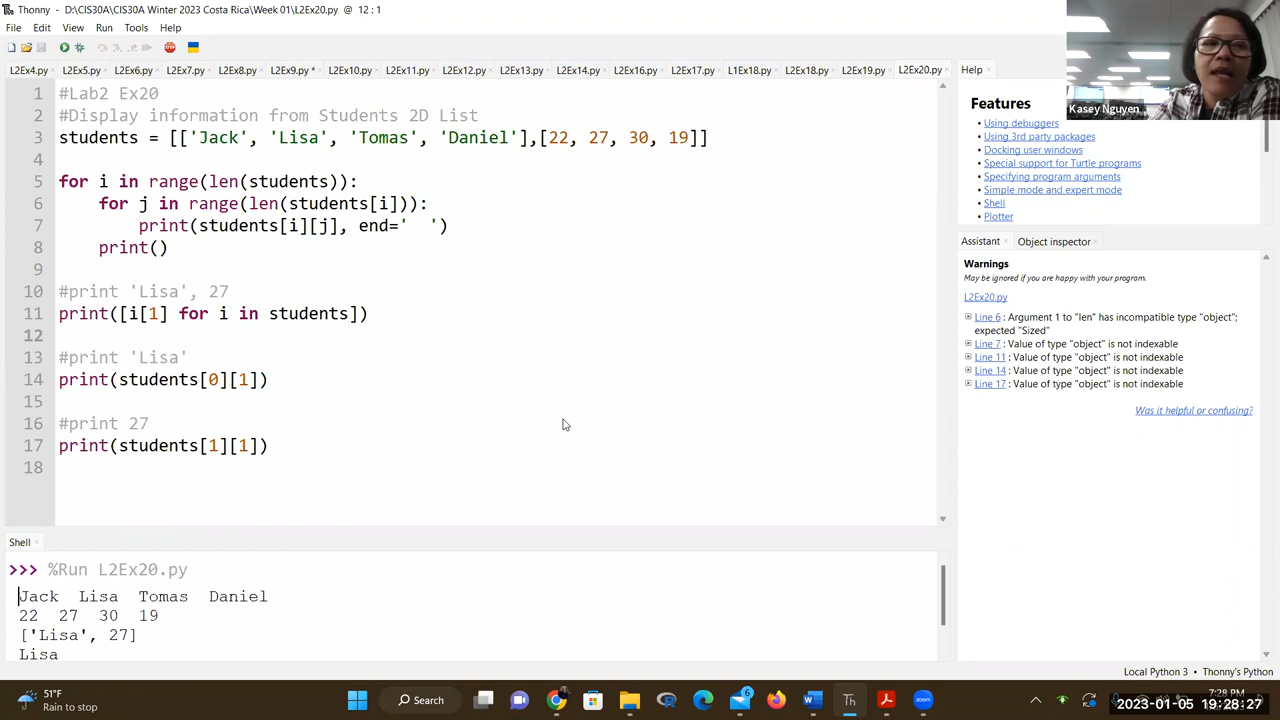 Thonny - D:\CIS30A\CIS30A Winter 2023 Costa Rica\Week 01\L2Ex20.py @ 12 : 1
File Edit View Run Tools Help
L2Ex4.py L2Ex5.py L2Ex6.py L2Ex7.py L2Ex8.py L2Ex9.py * L2Ex10.py L2Ex11.py L2Ex12.py L2Ex13.py L2Ex14.py L2Ex16.py L2Ex17.py L1Ex18.py L2Ex18.py L2Ex19.py L2Ex20.py
1 #Lab2 Ex20
2 #Display information from Students 2D List
3 students = [['Jack', 'Lisa', 'Tomas', 'Daniel'],[22, 27, 30, 19]]
4
5 for i in range(len(students)):
6     for j in range(len(students[i])):
7         print(students[i][j], end='  ')
8     print()
9
10 #print 'Lisa', 27
11 print([i[1] for i in students])
12
13 #print 'Lisa'
14 print(students[0][1])
15
16 #print 27
17 print(students[1][1])
18
Shell
>>> %Run L2Ex20.py
Jack  Lisa  Tomas  Daniel
22  27  30  19
['Lisa', 27]
Lisa
Kasey Nguyen
Help
Features
Using debuggers
Using 3rd party packages
Docking user windows
Special support for Turtle programs
Specifying program arguments
Simple mode and expert mode
Shell
Plotter
Assistant Object inspector
Warnings
May be ignored if you are happy with your program.
L2Ex20.py
Line 6 : Argument 1 to "len" has incompatible type "object";
expected "Sized"
Line 7 : Value of type "object" is not indexable
Line 11 : Value of type "object" is not indexable
Line 14 : Value of type "object" is not indexable
Line 17 : Value of type "object" is not indexable
Was it helpful or confusing?
Local Python 3 • Thonny's Python
51°F
Rain to stop
Search
6
Th
zoom
7:28 PM
2023-01-05 19:28:27